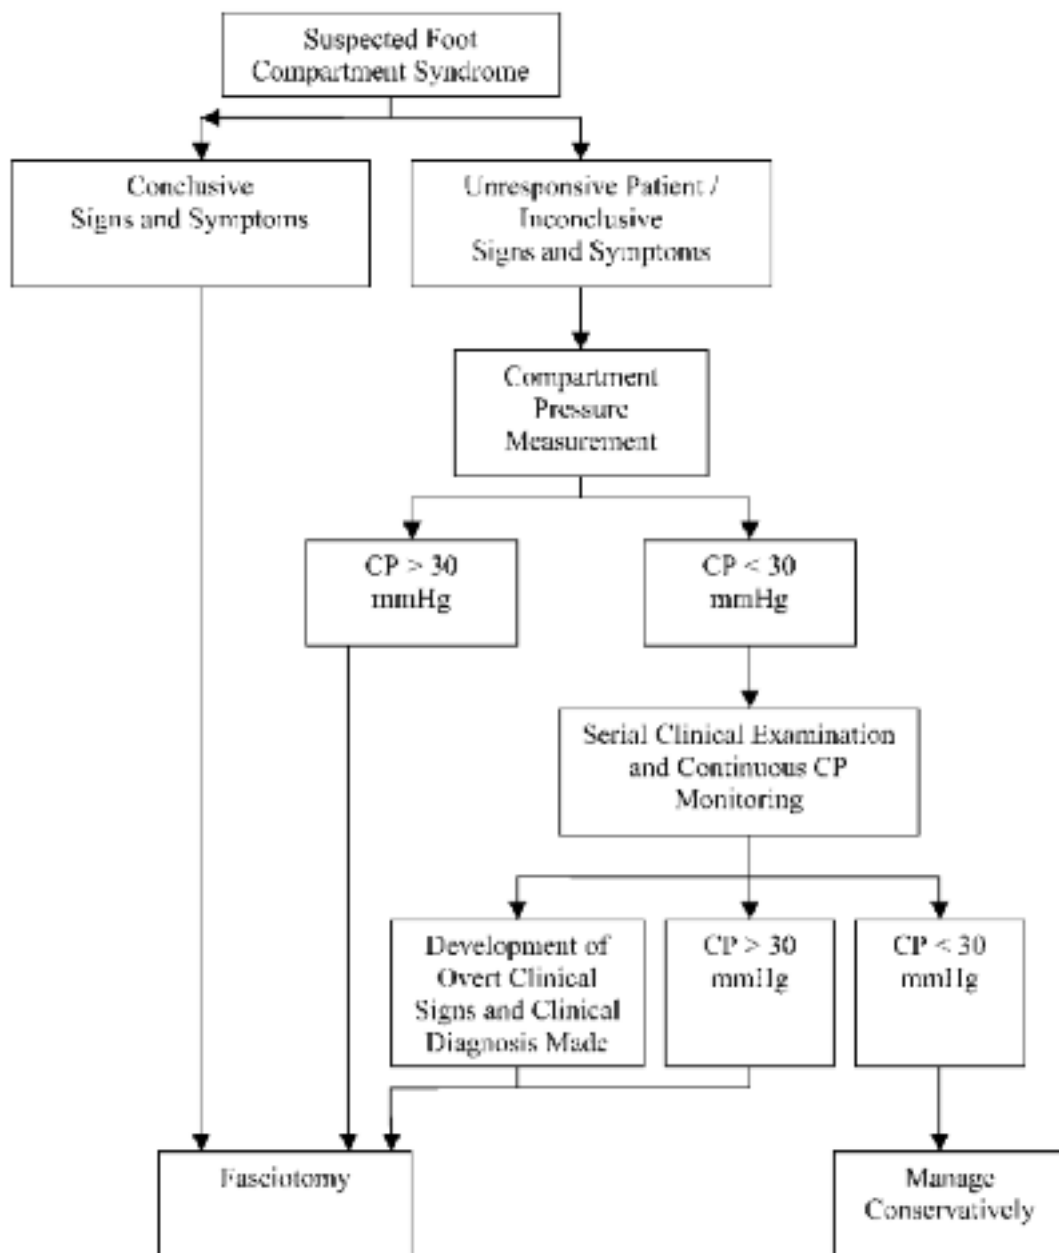 Suspected Foot
Compartment Syndrome
Conclusive
Signs and Symptoms
Unresponsive Patient /
Inconclusive
Signs and Symptoms
Compartment
Pressure
Measurement
CP > 30
mmHg
CP < 30
mmHg
Serial Clinical Examination
and Continuous CP
Monitoring
Development of
Overt Clinical
Signs and Clinical
Diagnosis Made
CP > 30
mmHg
CP < 30
mmHg
Fasciotomy
Manage
Conservatively